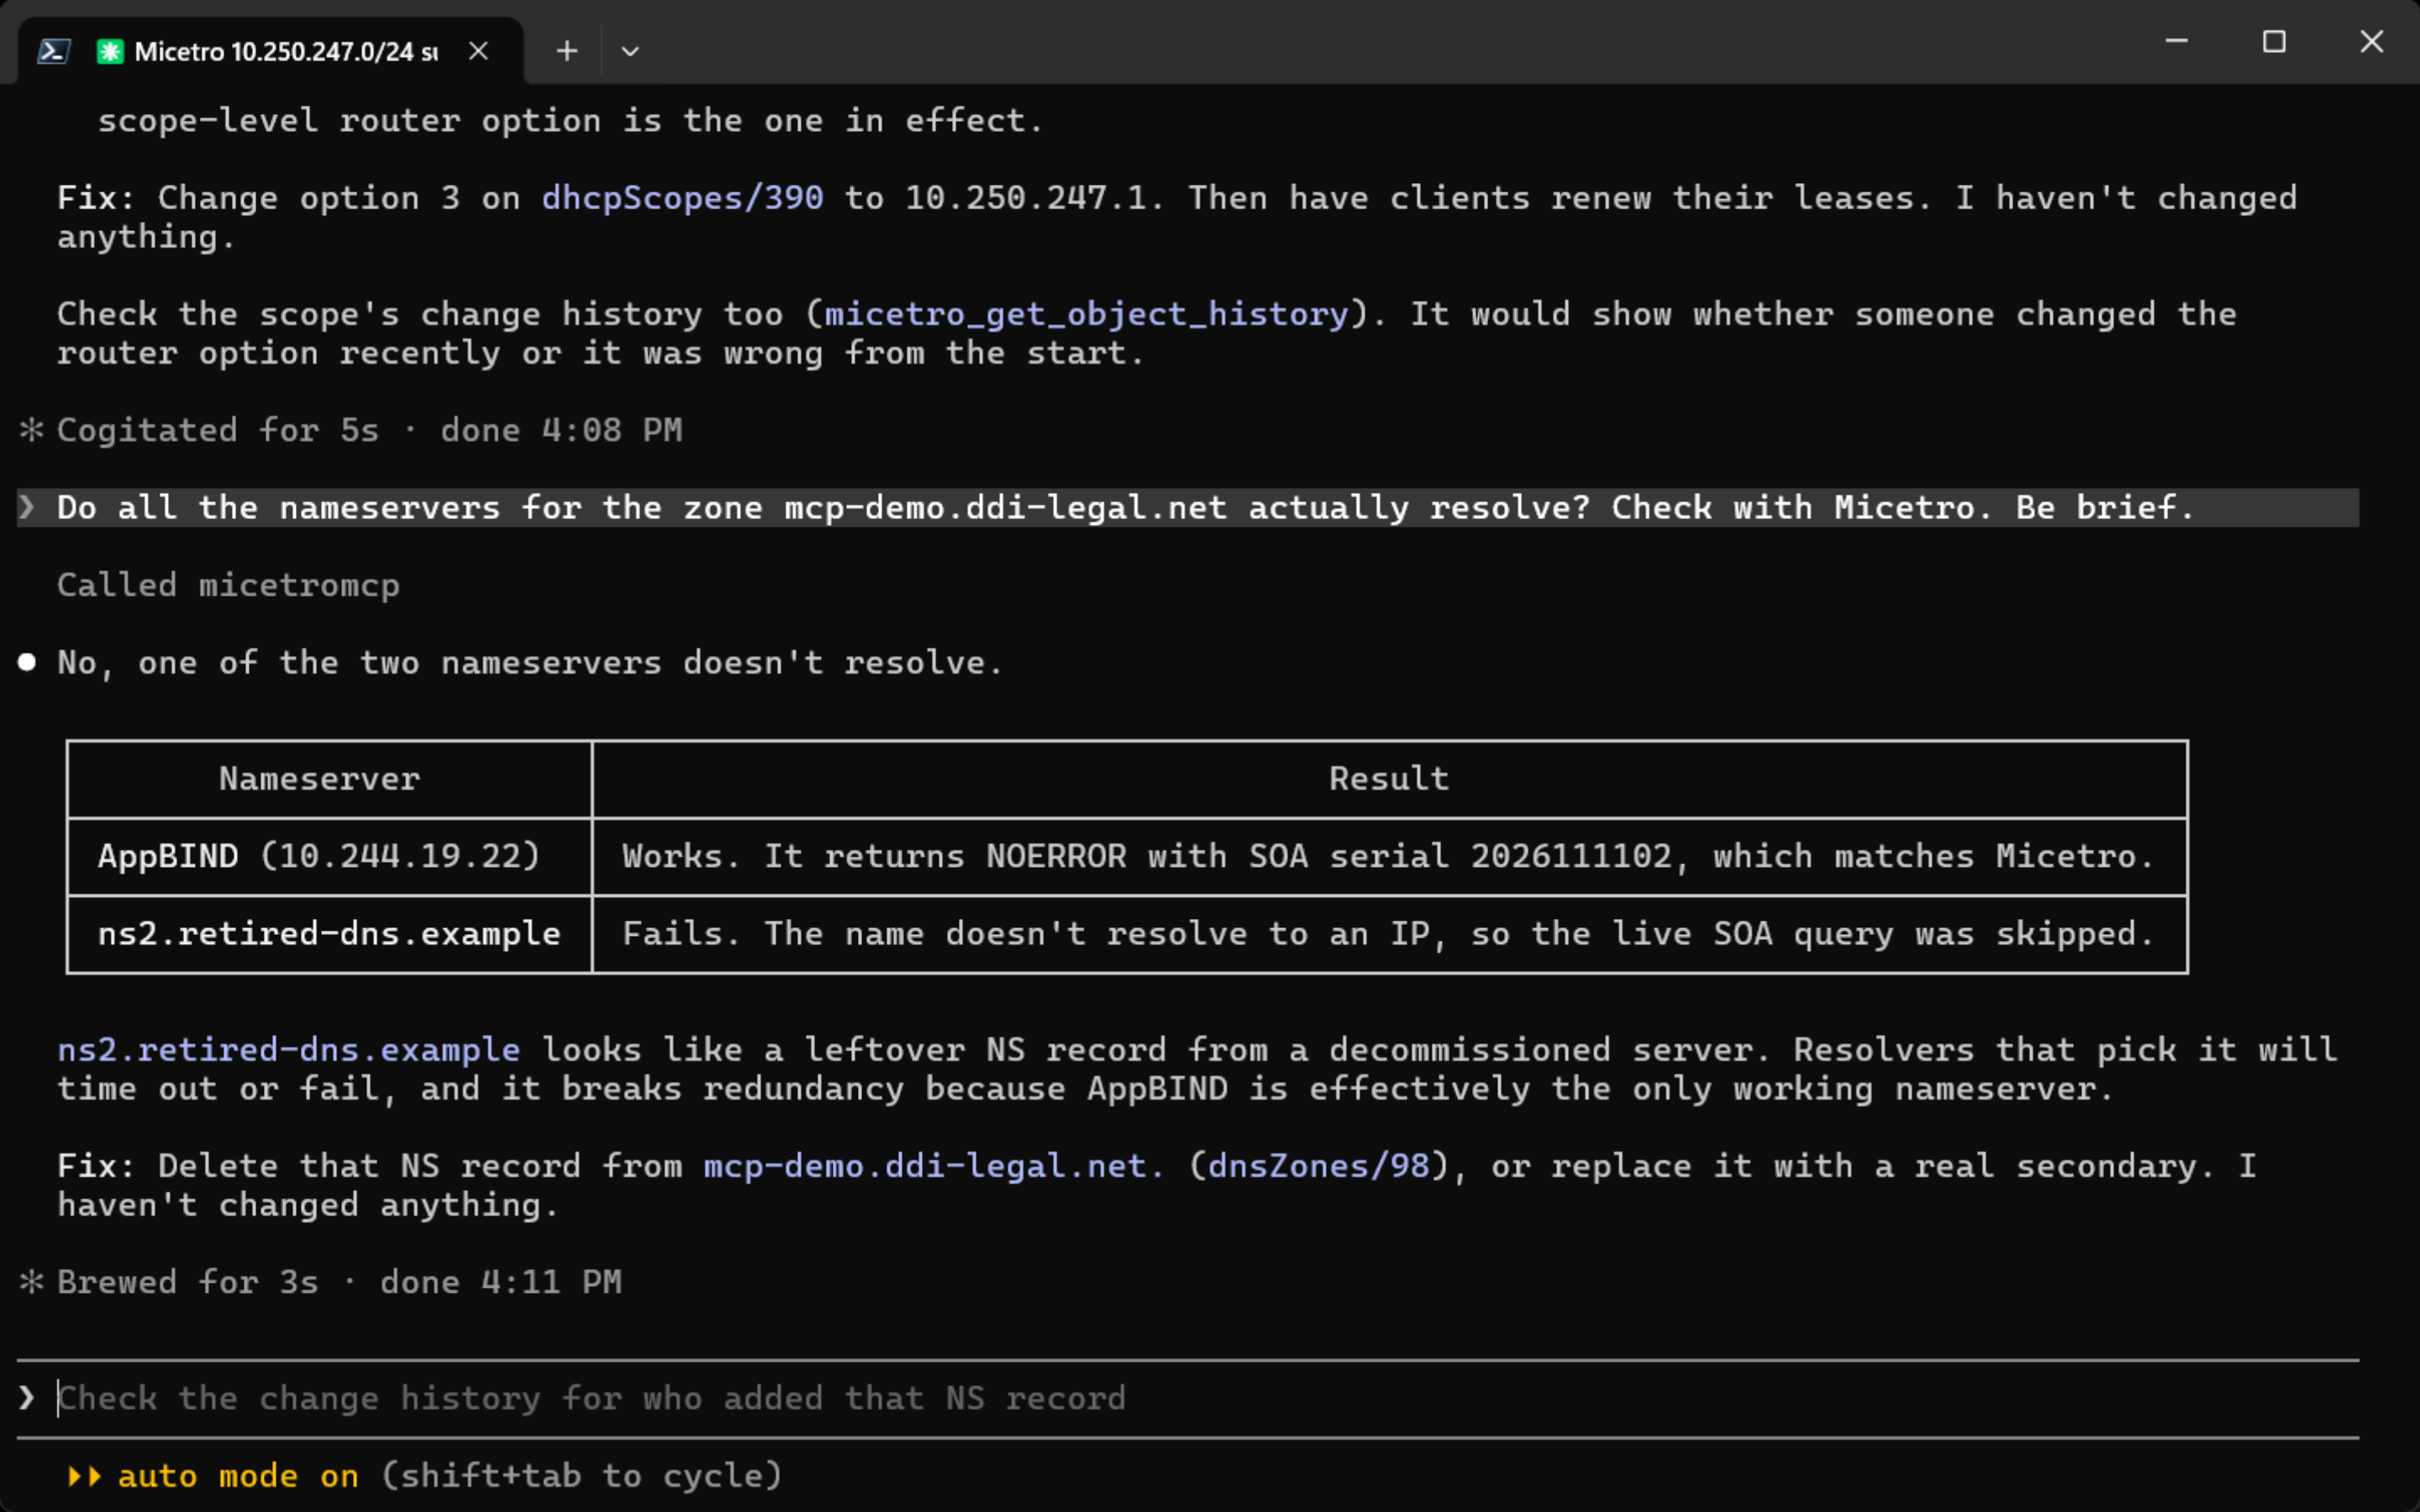 Micetro 10.250.247.0/24 su
scope-level router option is the one in effect.
Fix: Change option 3 on dhcpScopes/390 to 10.250.247.1. Then have clients renew their leases. I haven't changed
anything.
Check the scope's change history too (micetro_get_object_history). It would show whether someone changed the
router option recently or it was wrong from the start.
✻ Cogitated for 5s · done 4:08 PM
❯ Do all the nameservers for the zone mcp-demo.ddi-legal.net actually resolve? Check with Micetro. Be brief.
Called micetromcp
● No, one of the two nameservers doesn't resolve.
Nameserver Result
AppBIND (10.244.19.22) Works. It returns NOERROR with SOA serial 2026111102, which matches Micetro.
ns2.retired-dns.example Fails. The name doesn't resolve to an IP, so the live SOA query was skipped.
ns2.retired-dns.example looks like a leftover NS record from a decommissioned server. Resolvers that pick it will
time out or fail, and it breaks redundancy because AppBIND is effectively the only working nameserver.
Fix: Delete that NS record from mcp-demo.ddi-legal.net. (dnsZones/98), or replace it with a real secondary. I
haven't changed anything.
✻ Brewed for 3s · done 4:11 PM
❯ Check the change history for who added that NS record
⏵⏵ auto mode on (shift+tab to cycle)